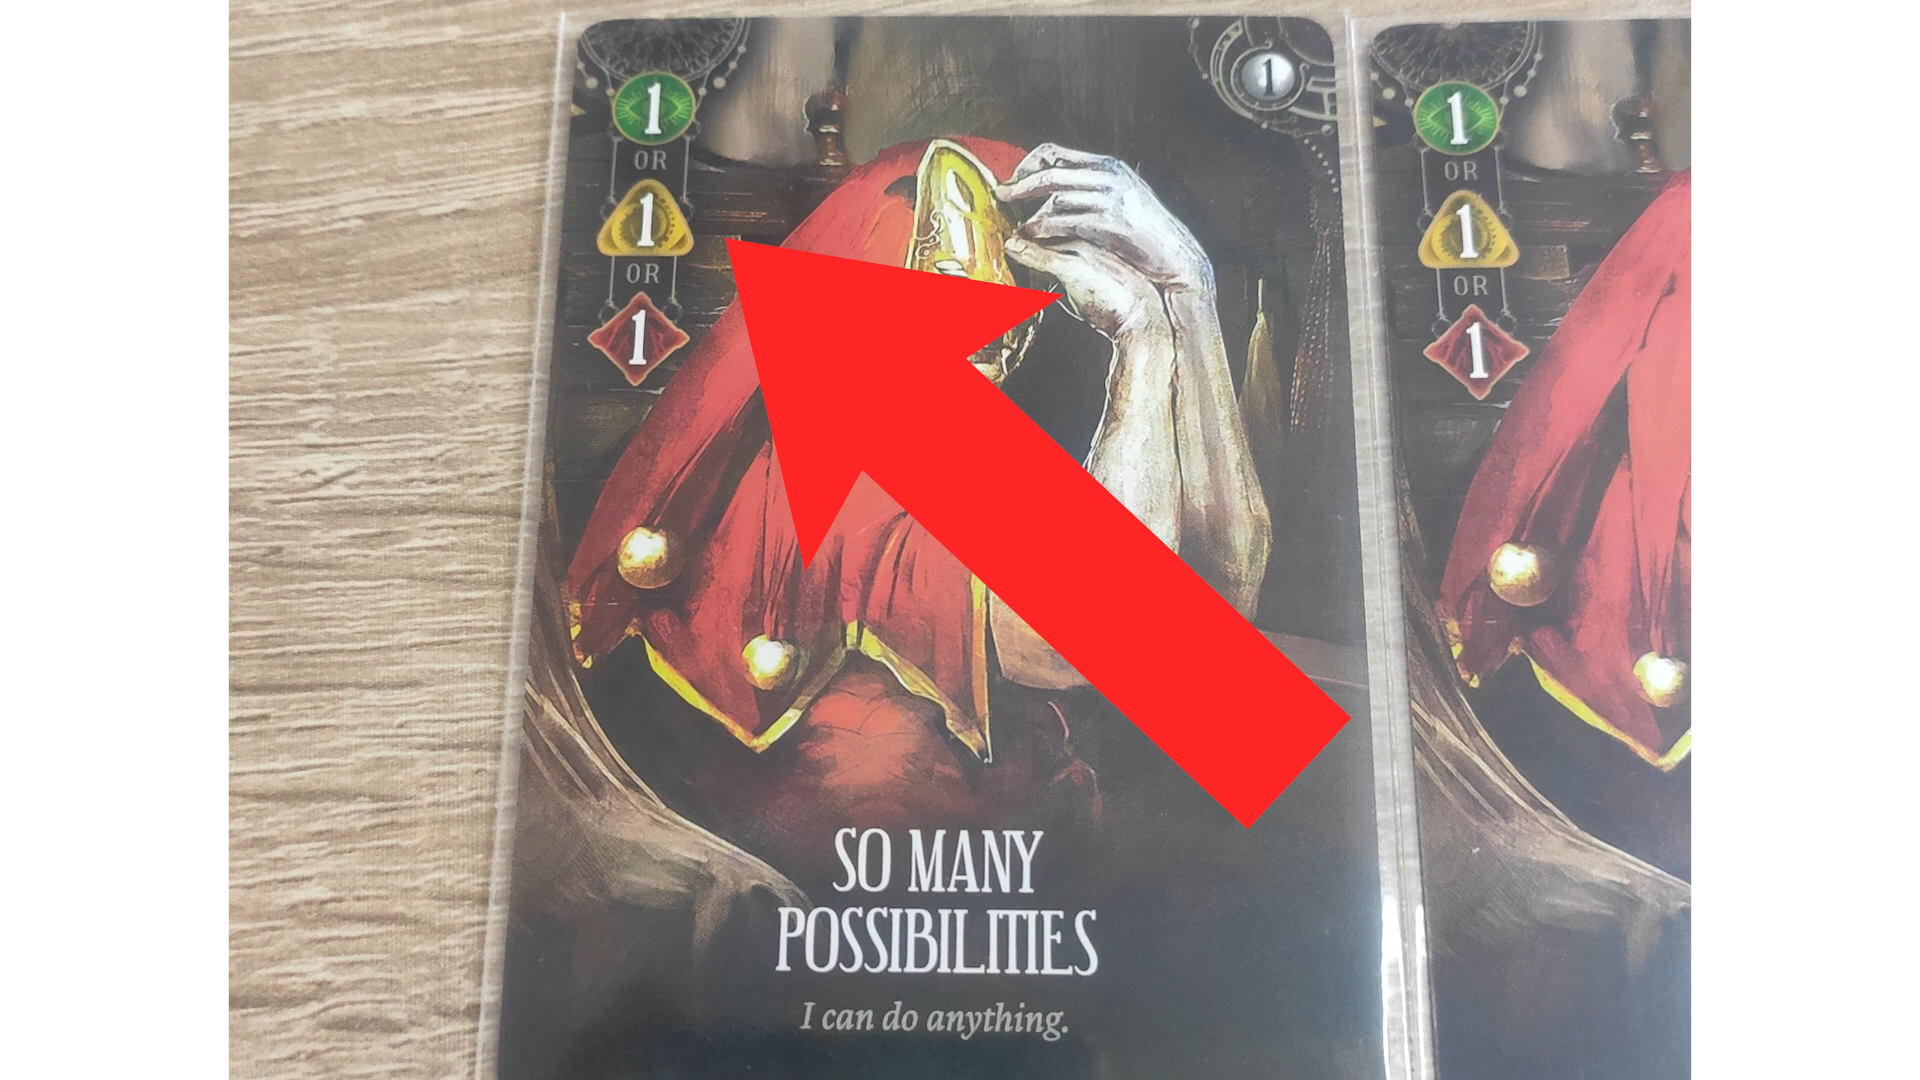 1
OR
1
OR
1
1
SO MANY
POSSIBILITIES
I can do anything.
1
OR
1
OR
1